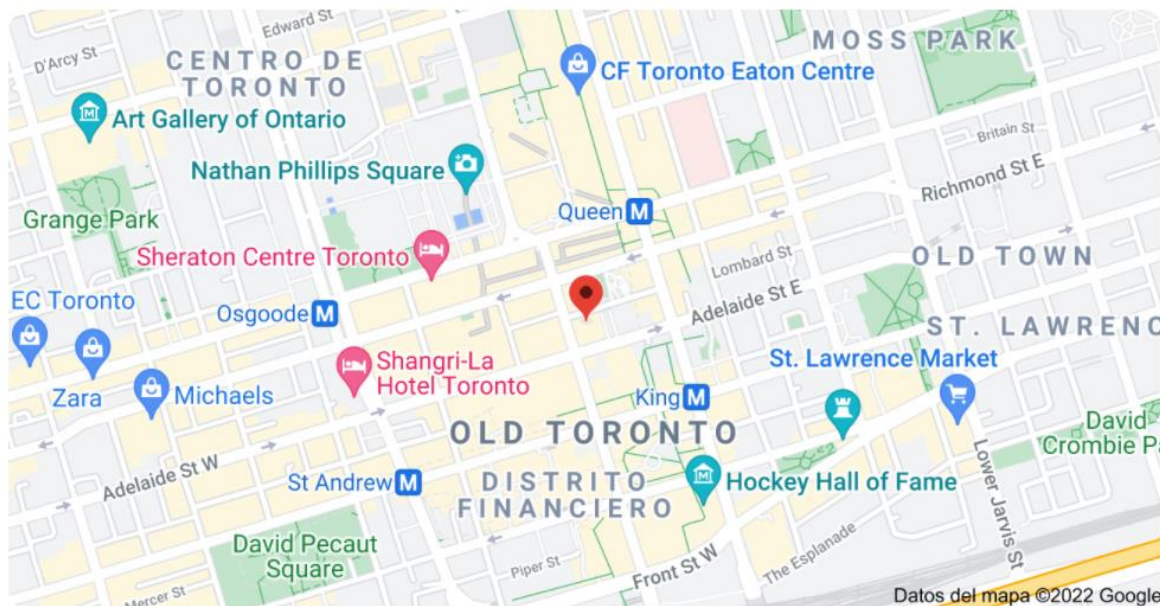 Edward St
D'Arcy St
CENTRO DE
TORONTO
MOSS PARK
CF Toronto Eaton Centre
Art Gallery of Ontario
Britain St
Nathan Phillips Square
Richmond St E
Grange Park
Queen M
Sheraton Centre Toronto
Lombard St
OLD TOWN
EC Toronto
Osgoode M
Adelaide St E
ST. LAWRENC
Shangri-La
Hotel Toronto
St. Lawrence Market
Zara
Michaels
King M
OLD TORONTO
David
Crombie Pa
Adelaide St W
St Andrew M
DISTRITO
FINANCIERO
Hockey Hall of Fame
Lower Jarvis St
David Pecaut
Square
Piper St
Front St W
The Esplanade
Mercer St
Datos del mapa ©2022 Google